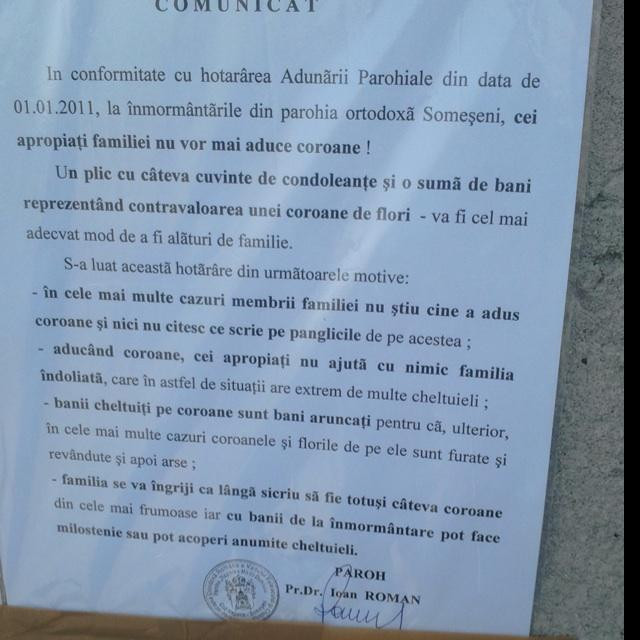 COMUNICAT
In conformitate cu hotarârea Adunării Parohiale din data de
01.01.2011, la înmormântările din parohia ortodoxă Someşeni, cei
apropiaţi familiei nu vor mai aduce coroane !
Un plic cu câteva cuvinte de condoleanţe şi o sumă de bani
reprezentând contravaloarea unei coroane de flori - va fi cel mai
adecvat mod de a fi alături de familie.
S-a luat această hotărâre din următoarele motive:
- în cele mai multe cazuri membrii familiei nu ştiu cine a adus
coroane şi nici nu citesc ce scrie pe panglicile de pe acestea ;
- aducând coroane, cei apropiaţi nu ajută cu nimic familia
îndoliată, care în astfel de situaţii are extrem de multe cheltuieli ;
- banii cheltuiţi pe coroane sunt bani aruncaţi pentru că, ulterior,
în cele mai multe cazuri coroanele şi florile de pe ele sunt furate şi
revândute şi apoi arse ;
- familia se va îngriji ca lângă sicriu să fie totuşi câteva coroane
din cele mai frumoase iar cu banii de la înmormântare pot face
milostenie sau pot acoperi anumite cheltuieli.
PAROH
Pr.Dr. Ioan ROMAN